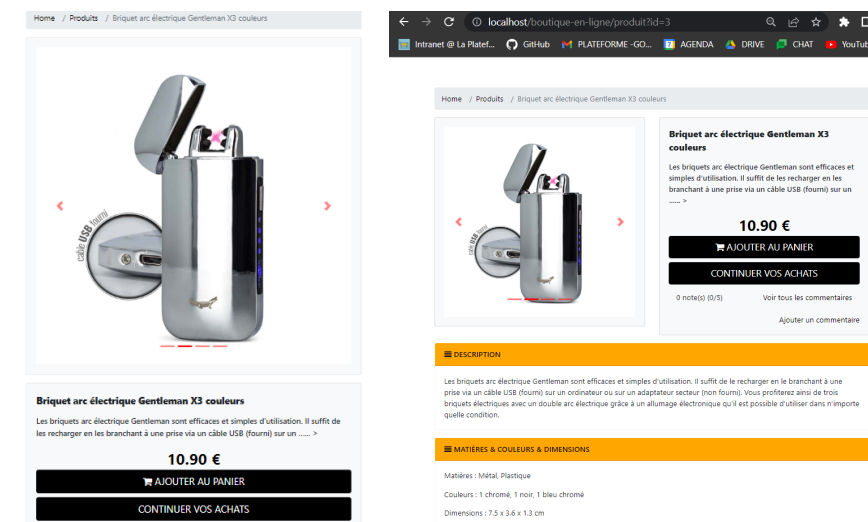 Home / Produits / Briquet arc électrique Gentleman X3 couleurs
câble USB fourni
Briquet arc électrique Gentleman X3 couleurs
Les briquets arc électrique Gentleman sont efficaces et simples d'utilisation. Il suffit de
les recharger en les branchant à une prise via un câble USB (fourni) sur un ...... >
10.90 €
AJOUTER AU PANIER
CONTINUER VOS ACHATS
localhost/boutique-en-ligne/produit?id=3
Intranet @ La Platef... GitHub PLATEFORME -GO... AGENDA DRIVE CHAT YouTub
Home / Produits / Briquet arc électrique Gentleman X3 couleurs
câble USB fourni
Briquet arc électrique Gentleman X3
couleurs
Les briquets arc électrique Gentleman sont efficaces et
simples d'utilisation. Il suffit de les recharger en les
branchant à une prise via un câble USB (fourni) sur un
...... >
10.90 €
AJOUTER AU PANIER
CONTINUER VOS ACHATS
0 note(s) (0/5) Voir tous les commentaires
Ajouter un commentaire
DESCRIPTION
Les briquets arc électrique Gentleman sont efficaces et simples d'utilisation. Il suffit de le recharger en le branchant à une
prise via un câble USB (fourni) sur un ordinateur ou sur un adaptateur secteur (non fourni). Vous profiterez ainsi de trois
briquets électriques avec un double arc électrique grâce à un allumage électronique qu'il est possible d'utiliser dans n'importe
quelle condition.
MATIÈRES & COULEURS & DIMENSIONS
Matières : Métal, Plastique
Couleurs : 1 chromé, 1 noir, 1 bleu chromé
Dimensions : 7.5 x 3.6 x 1.3 cm